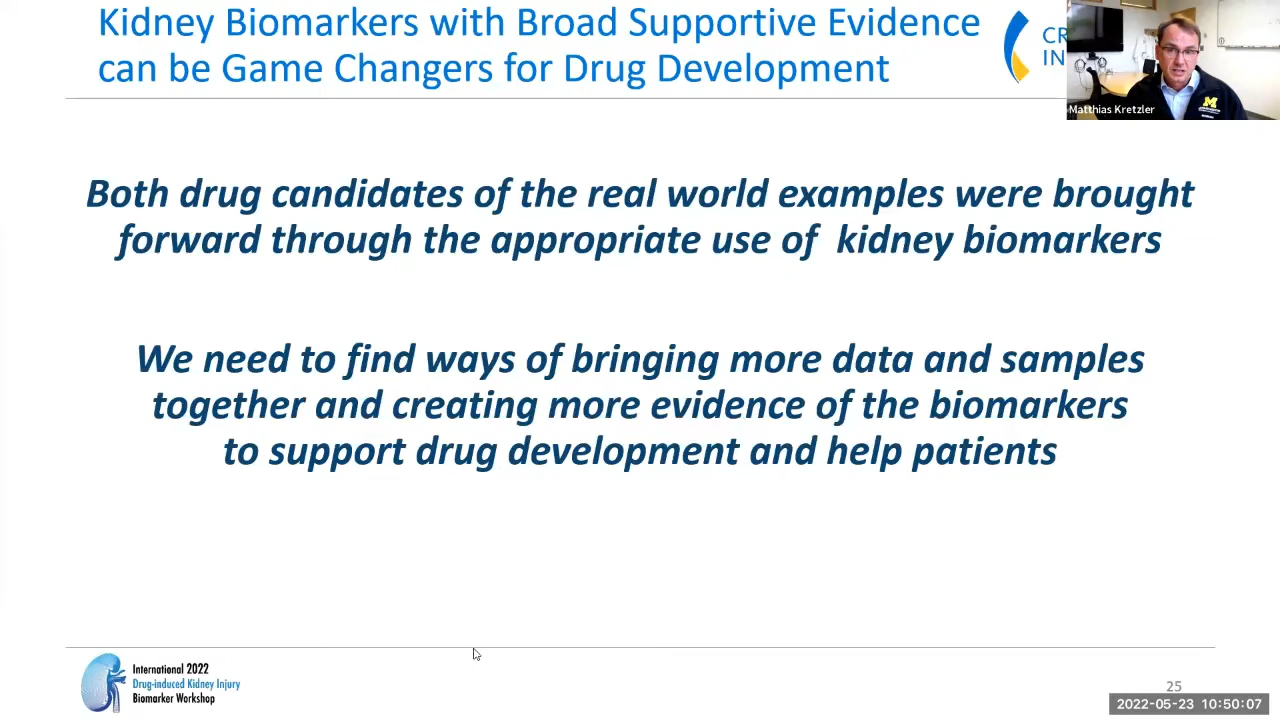 Kidney Biomarkers with Broad Supportive Evidence
can be Game Changers for Drug Development
CR
IN
Matthias Kretzler
Both drug candidates of the real world examples were brought
forward through the appropriate use of kidney biomarkers
We need to find ways of bringing more data and samples
together and creating more evidence of the biomarkers
to support drug development and help patients
International 2022
Drug-induced Kidney Injury
Biomarker Workshop
25
2022-05-23 10:50:07